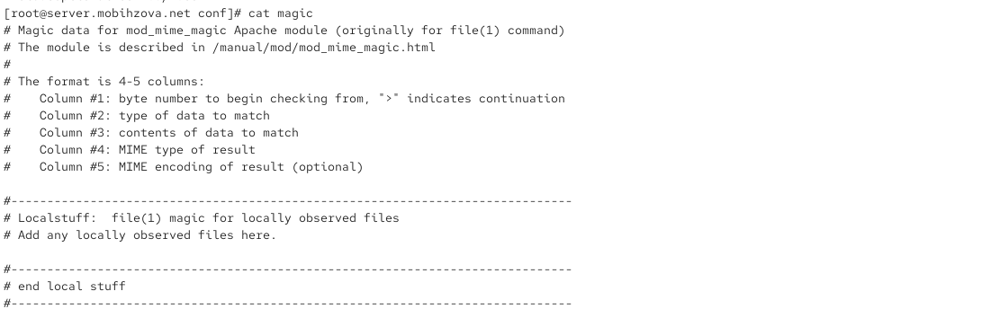 [root@server.mobihzova.net conf]# cat magic
# Magic data for mod_mime_magic Apache module (originally for file(1) command)
# The module is described in /manual/mod/mod_mime_magic.html
#
# The format is 4-5 columns:
#    Column #1: byte number to begin checking from, ">" indicates continuation
#    Column #2: type of data to match
#    Column #3: contents of data to match
#    Column #4: MIME type of result
#    Column #5: MIME encoding of result (optional)
#------------------------------------------------------------------------------
# Localstuff:  file(1) magic for locally observed files
# Add any locally observed files here.
#------------------------------------------------------------------------------
# end local stuff
#------------------------------------------------------------------------------